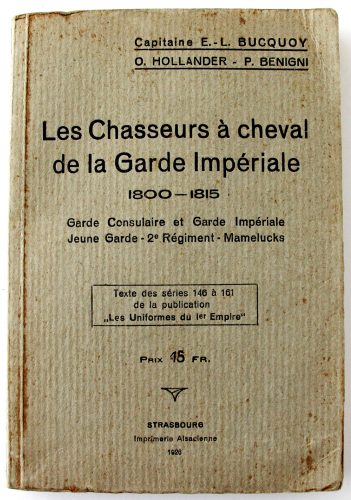 Capitaine E.-L. BUCQUOY
O. HOLLANDER - P. BENIGNI
Les Chasseurs à cheval
de la Garde Impériale
1800—1815
Garde Consulaire et Garde Impériale
Jeune Garde - 2e Régiment - Mamelucks
Texte des séries 146 à 161
de la publication
„Les Uniformes du Ier Empire"
PRIX 15 FR.
STRASBOURG
Imprimerie Alsacienne
1926